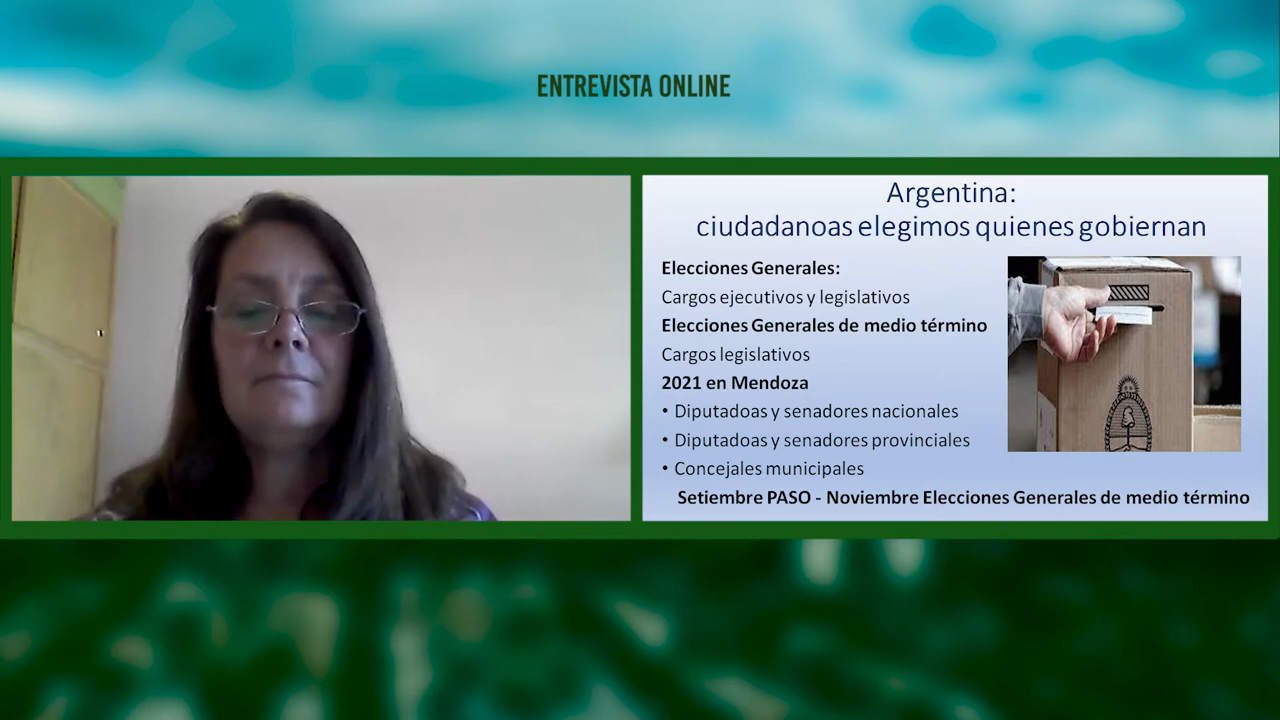 ENTREVISTA ONLINE
Argentina:
ciudadanoas elegimos quienes gobiernan
Elecciones Generales:
Cargos ejecutivos y legislativos
Elecciones Generales de medio término
Cargos legislativos
2021 en Mendoza
• Diputadoas y senadores nacionales
• Diputadoas y senadores provinciales
• Concejales municipales
Setiembre PASO - Noviembre Elecciones Generales de medio término